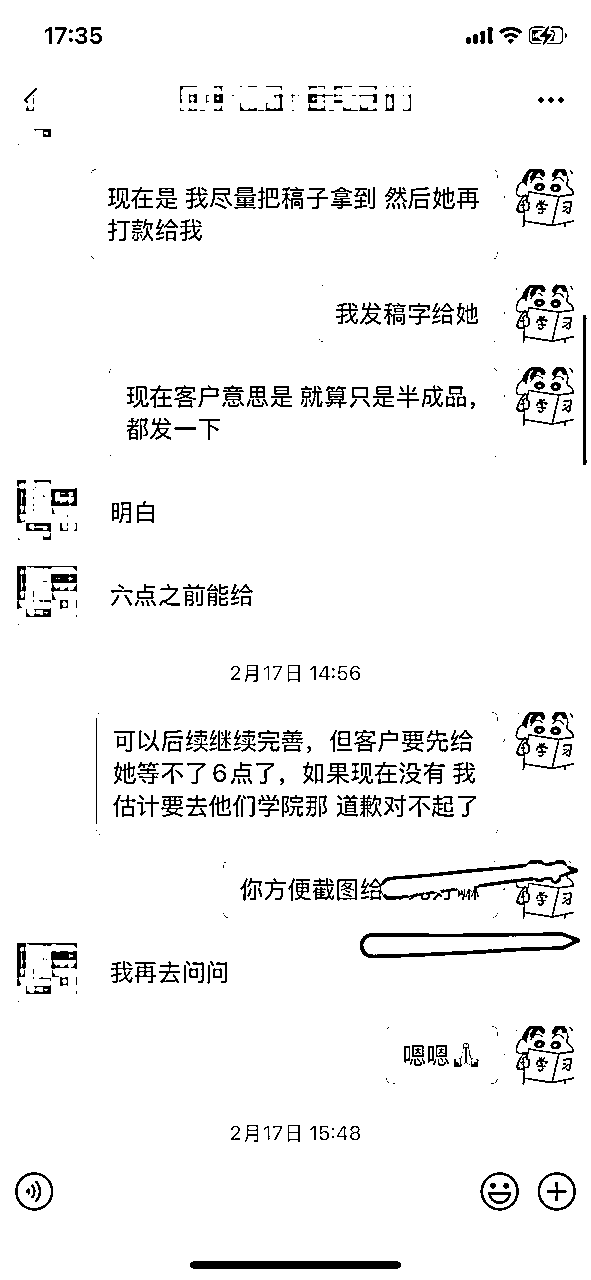 17:35
现在是 我尽量把稿子拿到 然后她再
打款给我
我发稿字给她
现在客户意思是 就算只是半成品，
都发一下
明白
六点之前能给
2月17日 14:56
可以后续继续完善，但客户要先给
她等不了6点了，如果现在没有 我
估计要去他们学院那 道歉对不起了
你方便截图给
我再去问问
嗯嗯🙏
2月17日 15:48